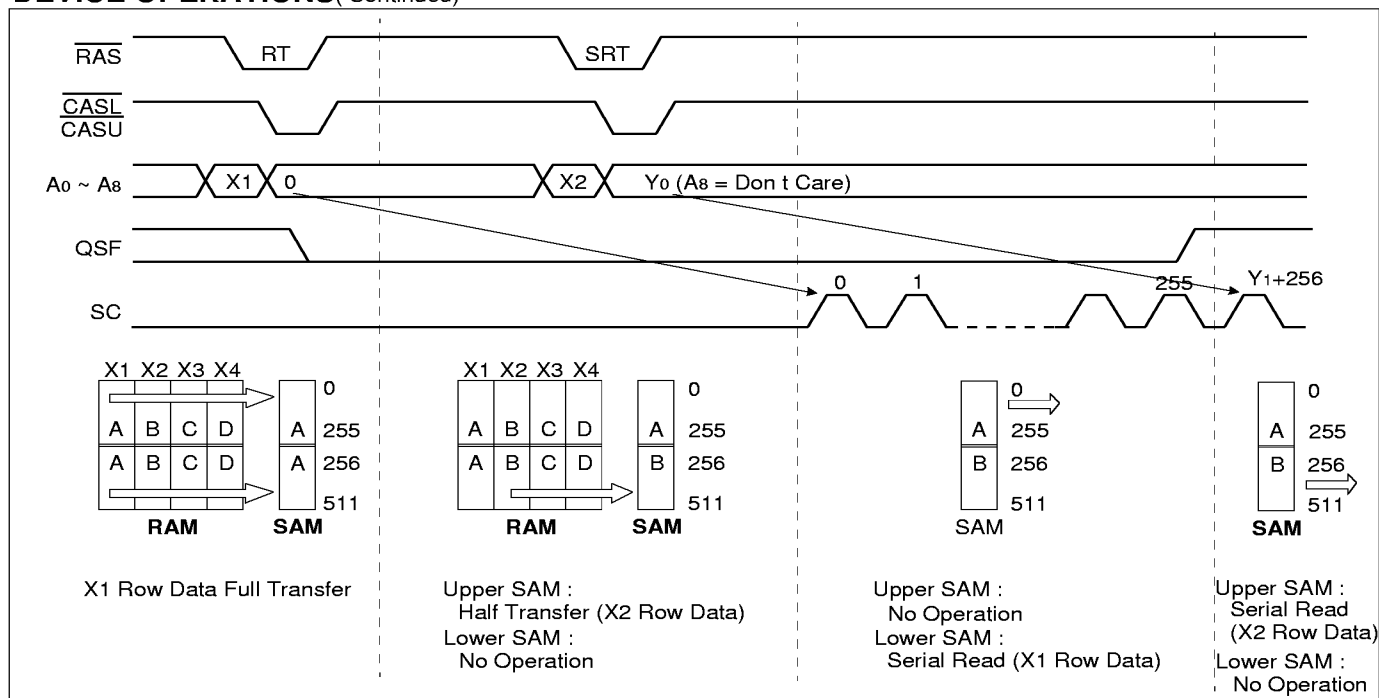 DEVICE OPERATIONS (Continued)
RAS RT SRT
CASL
CASU
A0 ~ A8 X1 0 X2 Y0 (A8 = Don t Care)
QSF
SC 0 1 255 Y1+256
X1 X2 X3 X4 0
A B C D A 255
A B C D A 256
511
RAM SAM
X1 X2 X3 X4 0
A B C D A 255
A B C D B 256
511
RAM SAM
0
A 255
B 256
511
SAM
0
A 255
B 256
511
SAM
X1 Row Data Full Transfer
Upper SAM :
Half Transfer (X2 Row Data)
Lower SAM :
No Operation
Upper SAM :
No Operation
Lower SAM :
Serial Read (X1 Row Data)
Upper SAM :
Serial Read
(X2 Row Data)
Lower SAM :
No Operation